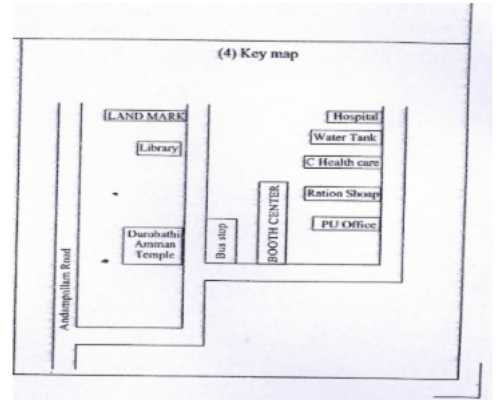 (4) Key map
LAND MARK
Library
Durobathi
Amman
Temple
Andampallam Road
Bus stop
BOOTH CENTER
Hospital
Water Tank
C Health care
Ration Shoap
PU Office